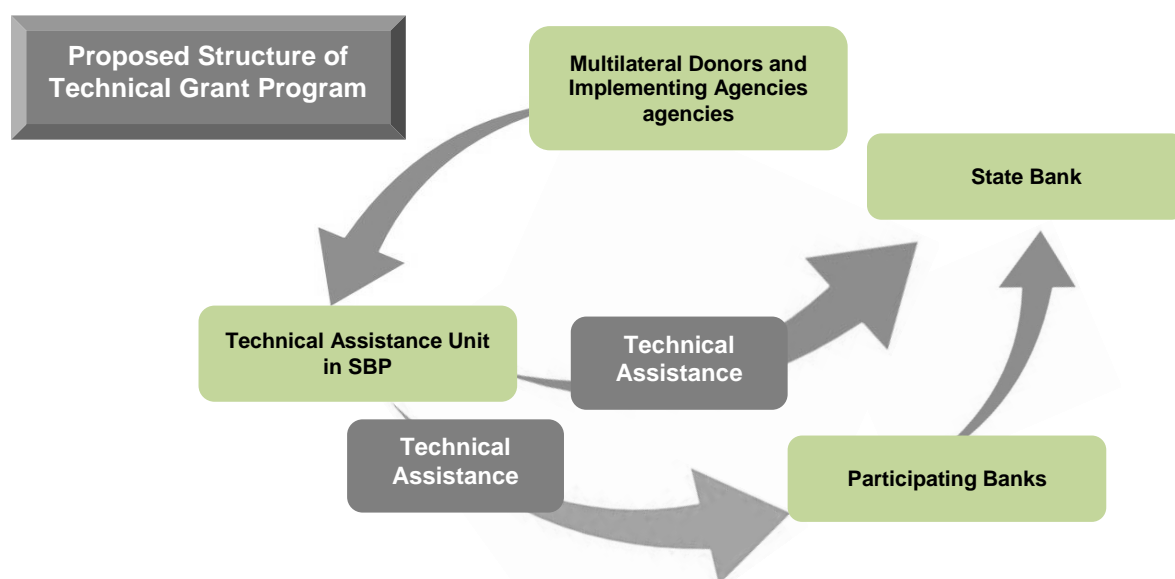 Proposed Structure of
Technical Grant Program
Multilateral Donors and
Implementing Agencies
agencies
State Bank
Technical Assistance Unit
in SBP
Technical
Assistance
Technical
Assistance
Participating Banks